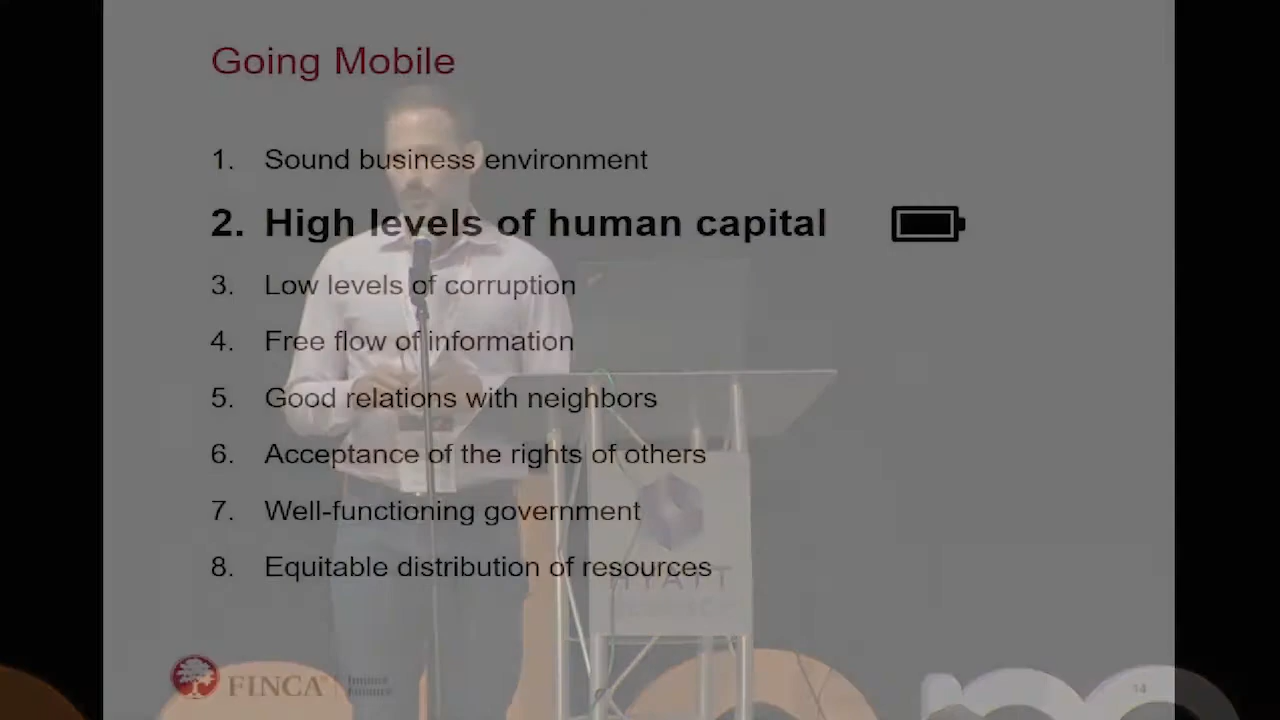 Going Mobile
1. Sound business environment
2. High levels of human capital
3. Low levels of corruption
4. Free flow of information
5. Good relations with neighbors
6. Acceptance of the rights of others
7. Well-functioning government
8. Equitable distribution of resources
HYATT
FINCA
14